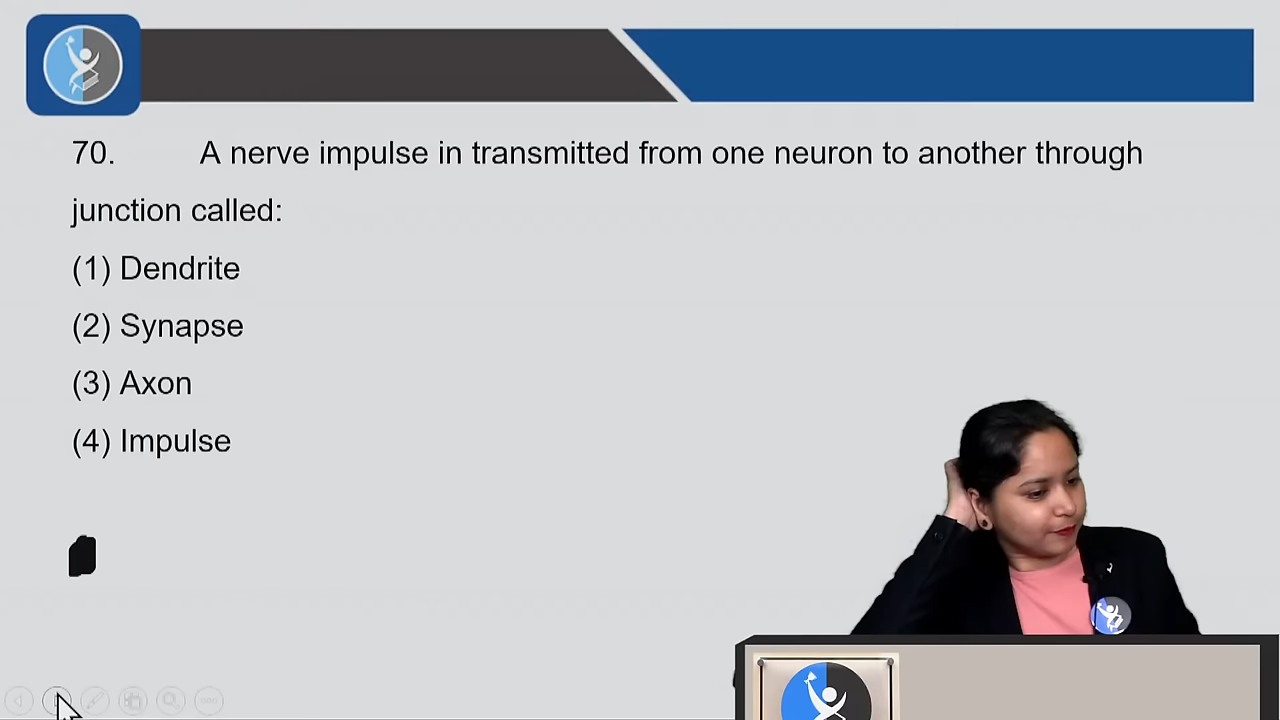 70. A nerve impulse in transmitted from one neuron to another through
junction called:
(1) Dendrite
(2) Synapse
(3) Axon
(4) Impulse